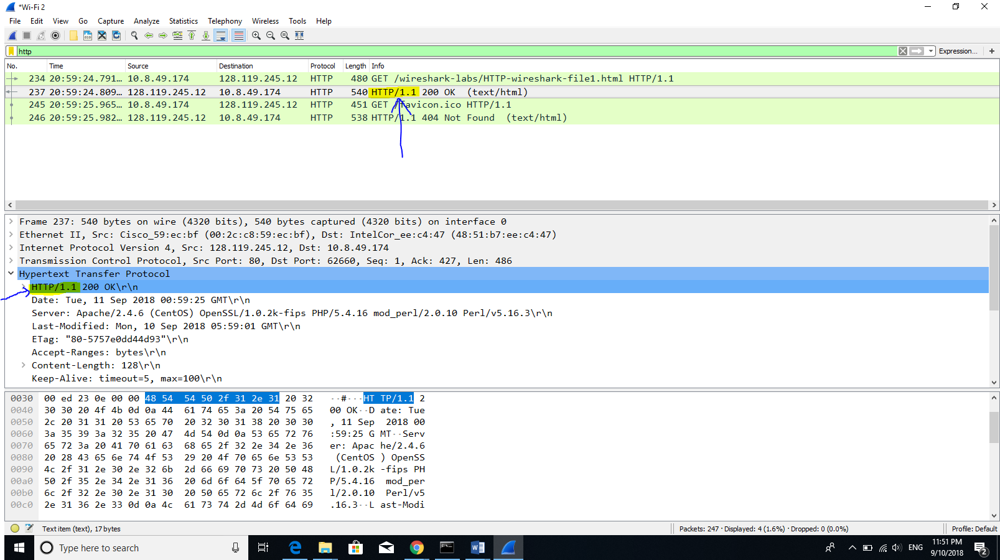 *Wi-Fi 2
File Edit View Go Capture Analyze Statistics Telephony Wireless Tools Help
http Expression... +
No. Time Source Destination Protocol Length Info
234 20:59:24.791… 10.8.49.174 128.119.245.12 HTTP 480 GET /wireshark-labs/HTTP-wireshark-file1.html HTTP/1.1
237 20:59:24.809… 128.119.245.12 10.8.49.174 HTTP 540 HTTP/1.1 200 OK (text/html)
245 20:59:25.965… 10.8.49.174 128.119.245.12 HTTP 451 GET /favicon.ico HTTP/1.1
246 20:59:25.982… 128.119.245.12 10.8.49.174 HTTP 538 HTTP/1.1 404 Not Found (text/html)
Frame 237: 540 bytes on wire (4320 bits), 540 bytes captured (4320 bits) on interface 0
Ethernet II, Src: Cisco_59:ec:bf (00:2c:c8:59:ec:bf), Dst: IntelCor_ee:c4:47 (48:51:b7:ee:c4:47)
Internet Protocol Version 4, Src: 128.119.245.12, Dst: 10.8.49.174
Transmission Control Protocol, Src Port: 80, Dst Port: 62660, Seq: 1, Ack: 427, Len: 486
Hypertext Transfer Protocol
HTTP/1.1 200 OK\r\n
Date: Tue, 11 Sep 2018 00:59:25 GMT\r\n
Server: Apache/2.4.6 (CentOS) OpenSSL/1.0.2k-fips PHP/5.4.16 mod_perl/2.0.10 Perl/v5.16.3\r\n
Last-Modified: Mon, 10 Sep 2018 05:59:01 GMT\r\n
ETag: "80-5757e0dd44d93"\r\n
Accept-Ranges: bytes\r\n
Content-Length: 128\r\n
Keep-Alive: timeout=5, max=100\r\n
0030 00 ed 23 0e 00 00 48 54 54 50 2f 31 2e 31 20 32 ··#···HT TP/1.1 2
0040 30 30 20 4f 4b 0d 0a 44 61 74 65 3a 20 54 75 65 00 OK··D ate: Tue
0050 2c 20 31 31 20 53 65 70 20 32 30 31 38 20 30 30 , 11 Sep 2018 00
0060 3a 35 39 3a 32 35 20 47 4d 54 0d 0a 53 65 72 76 :59:25 G MT··Serv
0070 65 72 3a 20 41 70 61 63 68 65 2f 32 2e 34 2e 36 er: Apac he/2.4.6
0080 20 28 43 65 6e 74 4f 53 29 20 4f 70 65 6e 53 53 (CentOS ) OpenSS
0090 4c 2f 31 2e 30 2e 32 6b 2d 66 69 70 73 20 50 48 L/1.0.2k -fips PH
00a0 50 2f 35 2e 34 2e 31 36 20 6d 6f 64 5f 70 65 72 P/5.4.16 mod_per
00b0 6c 2f 32 2e 30 2e 31 30 20 50 65 72 6c 2f 76 35 l/2.0.10 Perl/v5
00c0 2e 31 36 2e 33 0d 0a 4c 61 73 74 2d 4d 6f 64 69 .16.3··L ast-Modi
Text item (text), 17 bytes Packets: 247 · Displayed: 4 (1.6%) · Dropped: 0 (0.0%) Profile: Default
Type here to search ENG 11:51 PM
9/10/2018 2